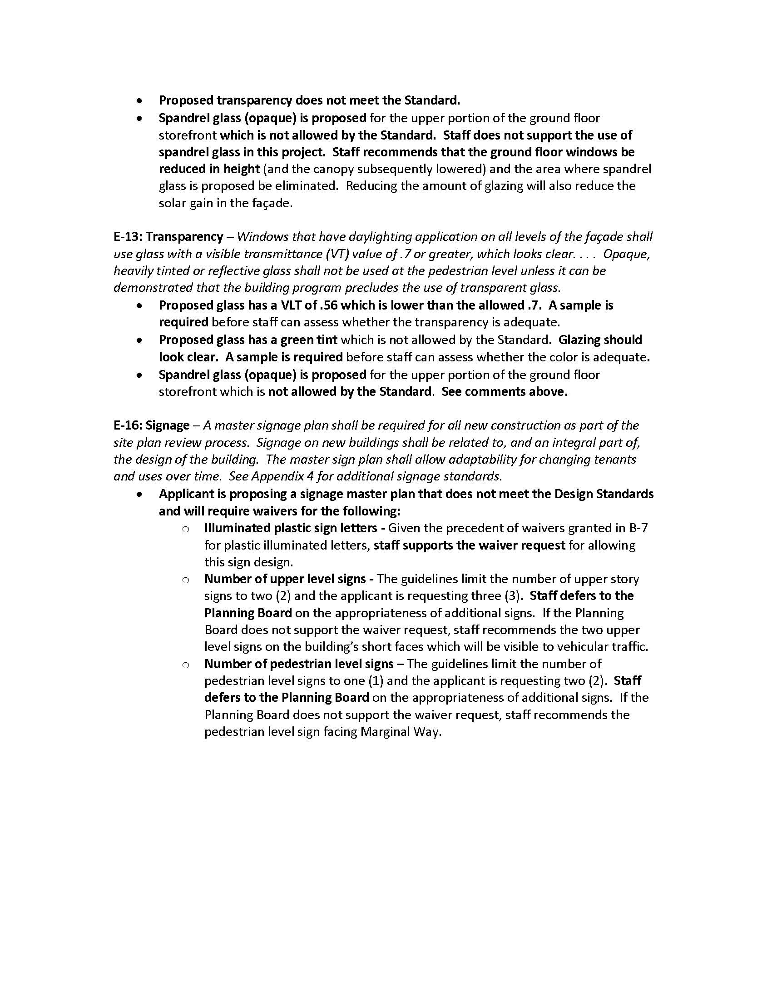 • Proposed transparency does not meet the Standard.
• Spandrel glass (opaque) is proposed for the upper portion of the ground floor
storefront which is not allowed by the Standard.  Staff does not support the use of
spandrel glass in this project.  Staff recommends that the ground floor windows be
reduced in height (and the canopy subsequently lowered) and the area where spandrel
glass is proposed be eliminated.  Reducing the amount of glazing will also reduce the
solar gain in the façade.
E-13: Transparency – Windows that have daylighting application on all levels of the façade shall
use glass with a visible transmittance (VT) value of .7 or greater, which looks clear. . . .  Opaque,
heavily tinted or reflective glass shall not be used at the pedestrian level unless it can be
demonstrated that the building program precludes the use of transparent glass.
• Proposed glass has a VLT of .56 which is lower than the allowed .7.  A sample is
required before staff can assess whether the transparency is adequate.
• Proposed glass has a green tint which is not allowed by the Standard.  Glazing should
look clear.  A sample is required before staff can assess whether the color is adequate.
• Spandrel glass (opaque) is proposed for the upper portion of the ground floor
storefront which is not allowed by the Standard.  See comments above.
E-16: Signage – A master signage plan shall be required for all new construction as part of the
site plan review process.  Signage on new buildings shall be related to, and an integral part of,
the design of the building.  The master sign plan shall allow adaptability for changing tenants
and uses over time.  See Appendix 4 for additional signage standards.
• Applicant is proposing a signage master plan that does not meet the Design Standards
and will require waivers for the following:
o Illuminated plastic sign letters - Given the precedent of waivers granted in B-7
for plastic illuminated letters, staff supports the waiver request for allowing
this sign design.
o Number of upper level signs - The guidelines limit the number of upper story
signs to two (2) and the applicant is requesting three (3).  Staff defers to the
Planning Board on the appropriateness of additional signs.  If the Planning
Board does not support the waiver request, staff recommends the two upper
level signs on the building’s short faces which will be visible to vehicular traffic.
o Number of pedestrian level signs – The guidelines limit the number of
pedestrian level signs to one (1) and the applicant is requesting two (2).  Staff
defers to the Planning Board on the appropriateness of additional signs.  If the
Planning Board does not support the waiver request, staff recommends the
pedestrian level sign facing Marginal Way.